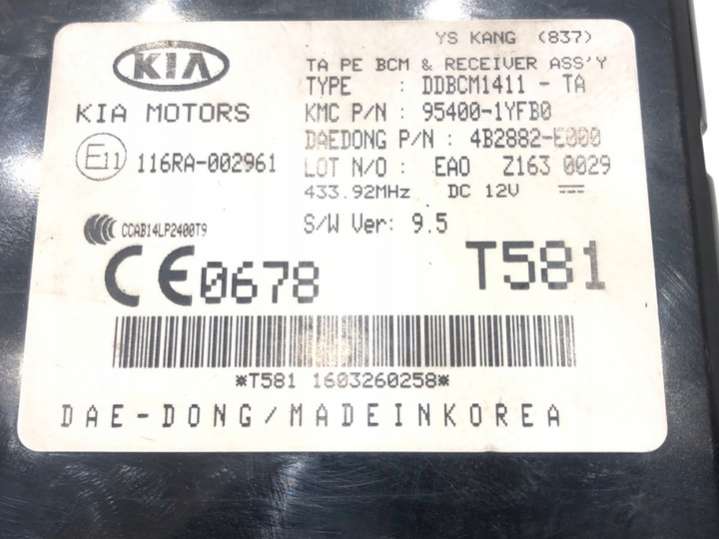 YS KANG (837)
KIA
TA PE BCM & RECEIVER ASS'Y
TYPE : DDBCM1411 - TA
KIA MOTORS
KMC P/N : 95400-1YFB0
DAEDONG P/N : 4B2882-E000
E11 116RA-002961
LOT N/O : EAO Z163 0029
433.92MHz DC 12V
CCAB14LP2400T9
S/W Ver: 9.5
CE0678
T581
*T581 1603260258*
DAE-DONG/MADEINKOREA